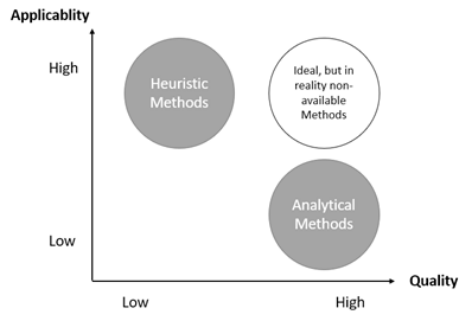 Applicablity
High
Heuristic
Methods
Ideal, but in
reality non-
available
Methods
Analytical
Methods
Low
Quality
Low
High